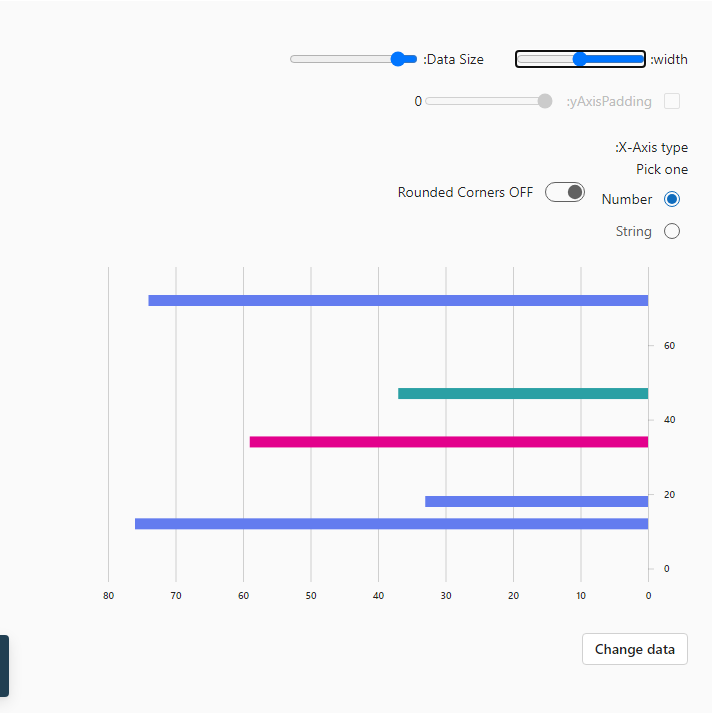 :width
:Data Size
:yAxisPadding
0
:X-Axis type
Pick one
Number
Rounded Corners OFF
String
60
40
20
0
80 70 60 50 40 30 20 10 0
Change data